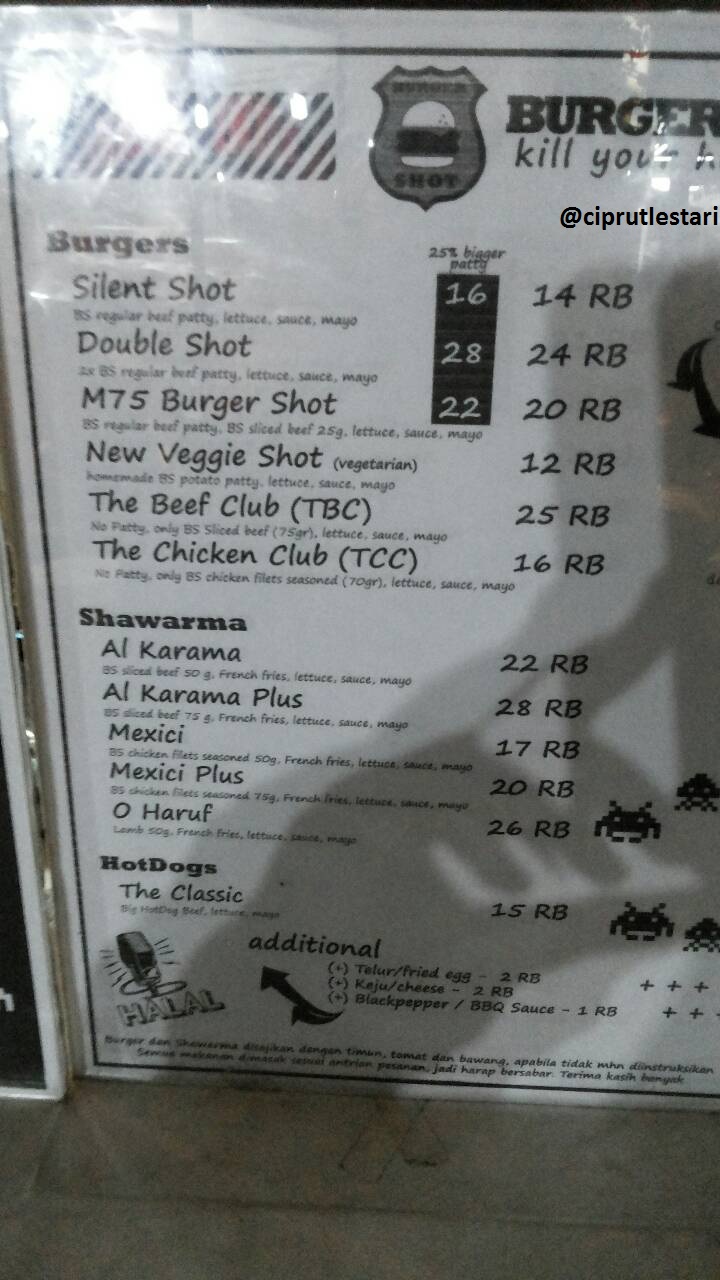 BURGER
SHOT
BURGER
kill your h
@ciprutlestari
Burgers
25% bigger
patty
Silent Shot 16 14 RB
BS regular beef patty, lettuce, sauce, mayo
Double Shot 28 24 RB
2x BS regular beef patty, lettuce, sauce, mayo
M75 Burger Shot 22 20 RB
BS regular beef patty, BS sliced beef 25g, lettuce, sauce, mayo
New Veggie Shot (vegetarian) 12 RB
homemade BS potato patty, lettuce, sauce, mayo
The Beef Club (TBC) 25 RB
No Patty, only BS Sliced beef (75gr), lettuce, sauce, mayo
The Chicken Club (TCC) 16 RB
No Patty, only BS chicken filets seasoned (70gr), lettuce, sauce, mayo
Shawarma
Al Karama 22 RB
BS sliced beef 50 g, French fries, lettuce, sauce, mayo
Al Karama Plus 28 RB
BS sliced beef 75 g, French fries, lettuce, sauce, mayo
Mexici 17 RB
BS chicken filets seasoned 50g, French fries, lettuce, sauce, mayo
Mexici Plus 20 RB
BS chicken filets seasoned 75g, French fries, lettuce, sauce, mayo
O Haruf 26 RB
Lamb 50g, French fries, lettuce, sauce, mayo
HotDogs
The Classic 15 RB
Big HotDog Beef, lettuce, mayo
additional
(+) Telur/fried egg - 2 RB
(+) Keju/cheese - 2 RB
(+) Blackpepper / BBQ Sauce - 1 RB
+ + +
+ +
HALAL
Burger dan Shawarma disajikan dengan timun, tomat dan bawang, apabila tidak mhn diinstruksikan
Semua makanan dimasak sesuai antrian pesanan, jadi harap bersabar. Terima kasih banyak